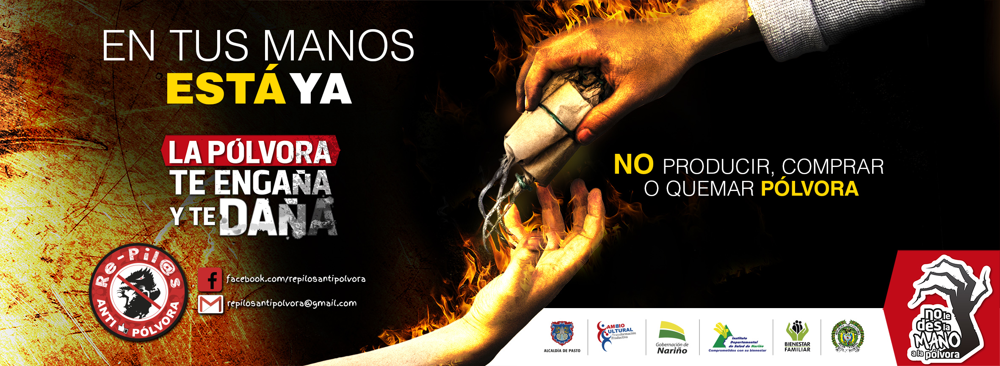 EN TUS MANOS
ESTÁ YA
LA PÓLVORA
TE ENGAÑA
Y TE DAÑA
Re-Pil@s
ANTI PÓLVORA
facebook.com/repilosantipolvora
repilosantipolvora@gmail.com
NO PRODUCIR, COMPRAR
O QUEMAR PÓLVORA
ALCALDÍA DE PASTO
CAMBIO
CULTURAL
Transformación
Productiva
Gobernación de
Nariño
Instituto
Departamental
de Salud de Nariño
Comprometidos con su bienestar
BIENESTAR
FAMILIAR
no le
des la
MANO
a la pólvora